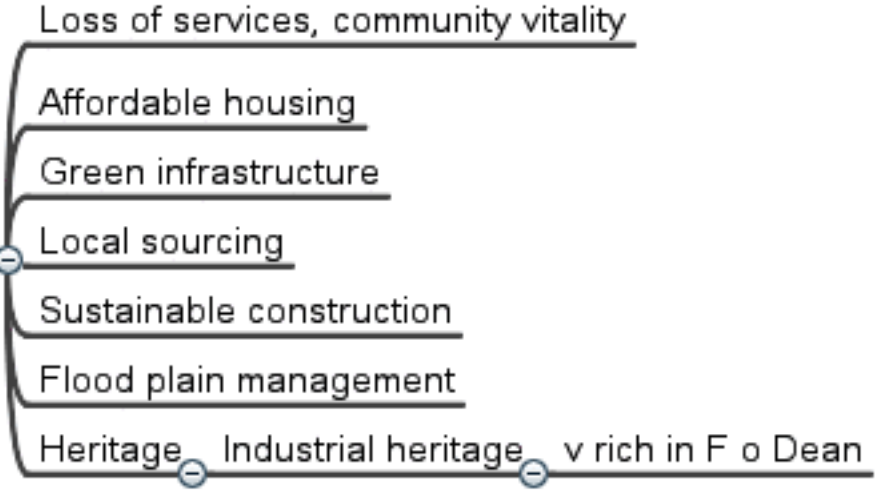 Loss of services, community vitality
Affordable housing
Green infrastructure
Local sourcing
Sustainable construction
Flood plain management
Heritage Industrial heritage v rich in F o Dean